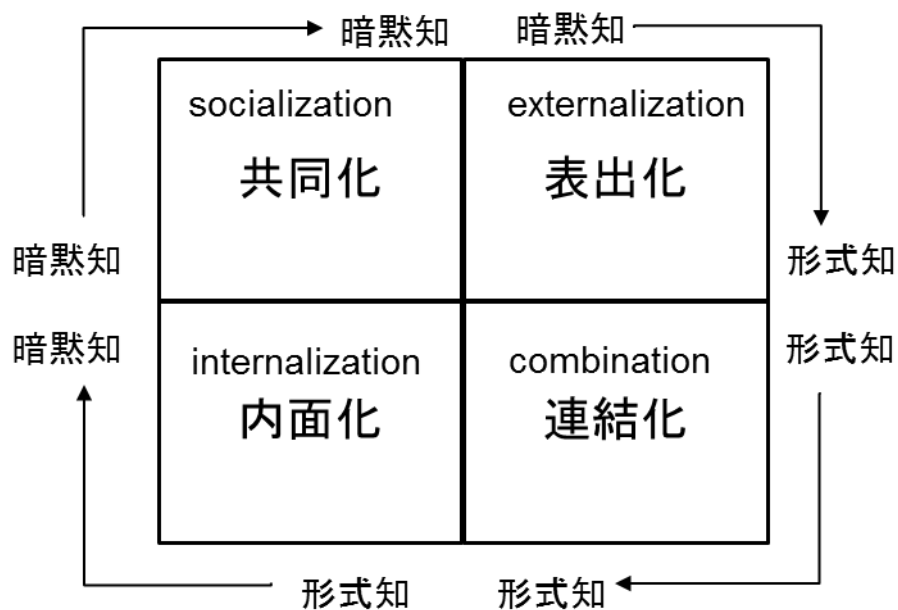 暗黙知 暗黙知
socialization externalization
共同化 表出化
暗黙知 形式知
暗黙知 形式知
internalization combination
内面化 連結化
形式知 形式知